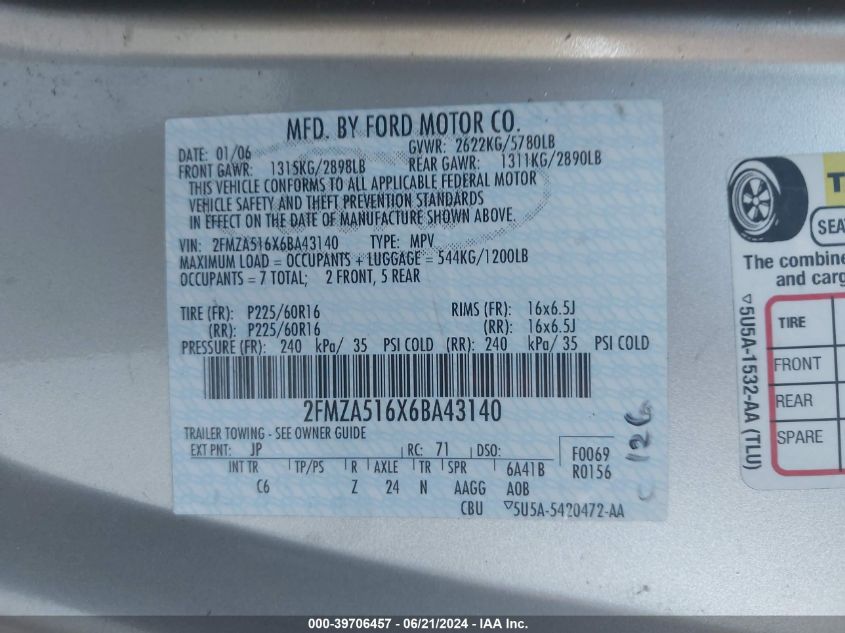 MFD. BY FORD MOTOR CO.
DATE: 01/06 GVWR: 2622KG/5780LB
FRONT GAWR: 1315KG/2898LB REAR GAWR: 1311KG/2890LB
THIS VEHICLE CONFORMS TO ALL APPLICABLE FEDERAL MOTOR
VEHICLE SAFETY AND THEFT PREVENTION STANDARDS
IN EFFECT ON THE DATE OF MANUFACTURE SHOWN ABOVE.
VIN: 2FMZA516X6BA43140 TYPE: MPV
MAXIMUM LOAD = OCCUPANTS + LUGGAGE = 544KG/1200LB
OCCUPANTS = 7 TOTAL; 2 FRONT, 5 REAR
TIRE (FR): P225/60R16 RIMS (FR): 16x6.5J
(RR): P225/60R16 (RR): 16x6.5J
PRESSURE (FR): 240 kPa/ 35 PSI COLD (RR): 240 kPa/ 35 PSI COLD
2FMZA516X6BA43140
TRAILER TOWING - SEE OWNER GUIDE
EXT PNT: JP RC: 71 DSO: F0069
INT TR TP/PS R AXLE TR SPR 6A41B R0156
C6 Z 24 N AAGG A0B
CBU ▽5U5A-5420472-AA
C 126
T
SEAT
The combine
and carg
TIRE
FRONT
REAR
SPARE
▽5U5A-1532-AA (TLU)
000-39706457 - 06/21/2024 - IAA Inc.